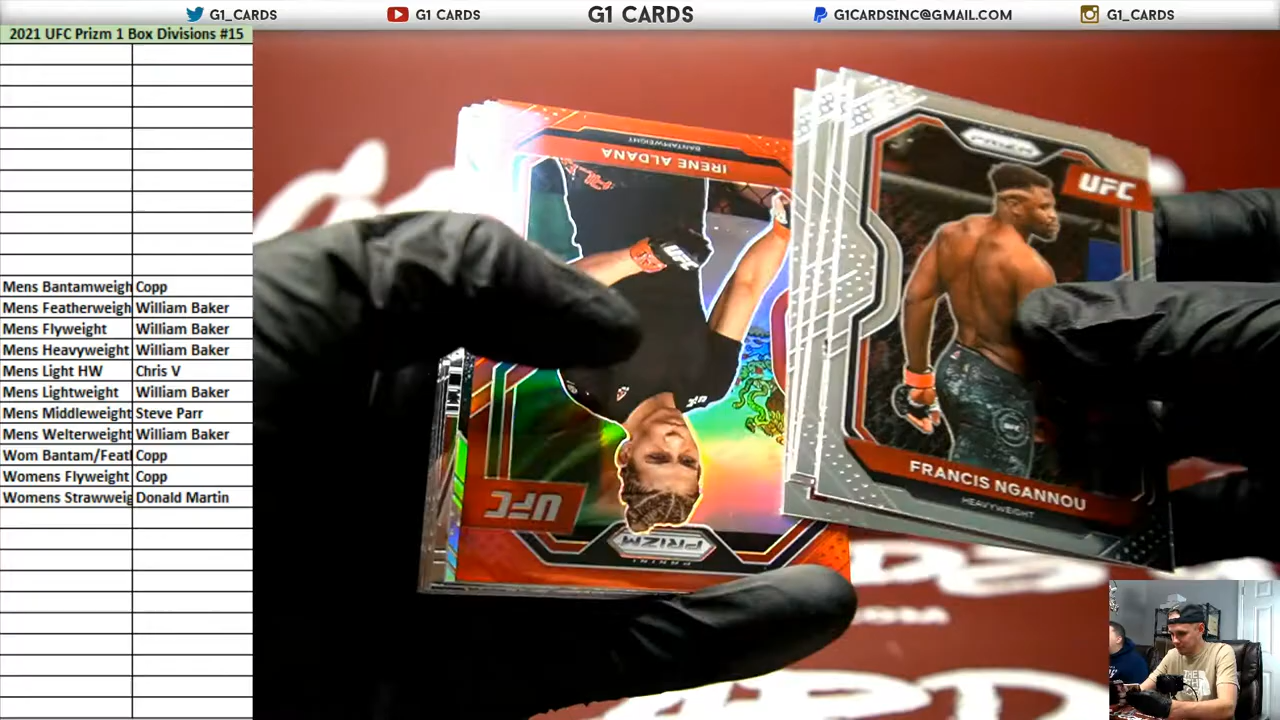 G1_CARDS
G1 CARDS
G1 CARDS
G1CARDSINC@GMAIL.COM
G1_CARDS
2021 UFC Prizm 1 Box Divisions #15
Mens Bantamweigh Copp
Mens Featherweigh William Baker
Mens Flyweight William Baker
Mens Heavyweight William Baker
Mens Light HW Chris V
Mens Lightweight William Baker
Mens Middleweight Steve Parr
Mens Welterweight William Baker
Wom Bantam/Feat Copp
Womens Flyweight Copp
Womens Strawweig Donald Martin
BANTAMWEIGHT
IRENE ALDANA
UFC
UFC
PRIZM
PANINI
PRIZM
UFC
FRANCIS NGANNOU
HEAVYWEIGHT
THE